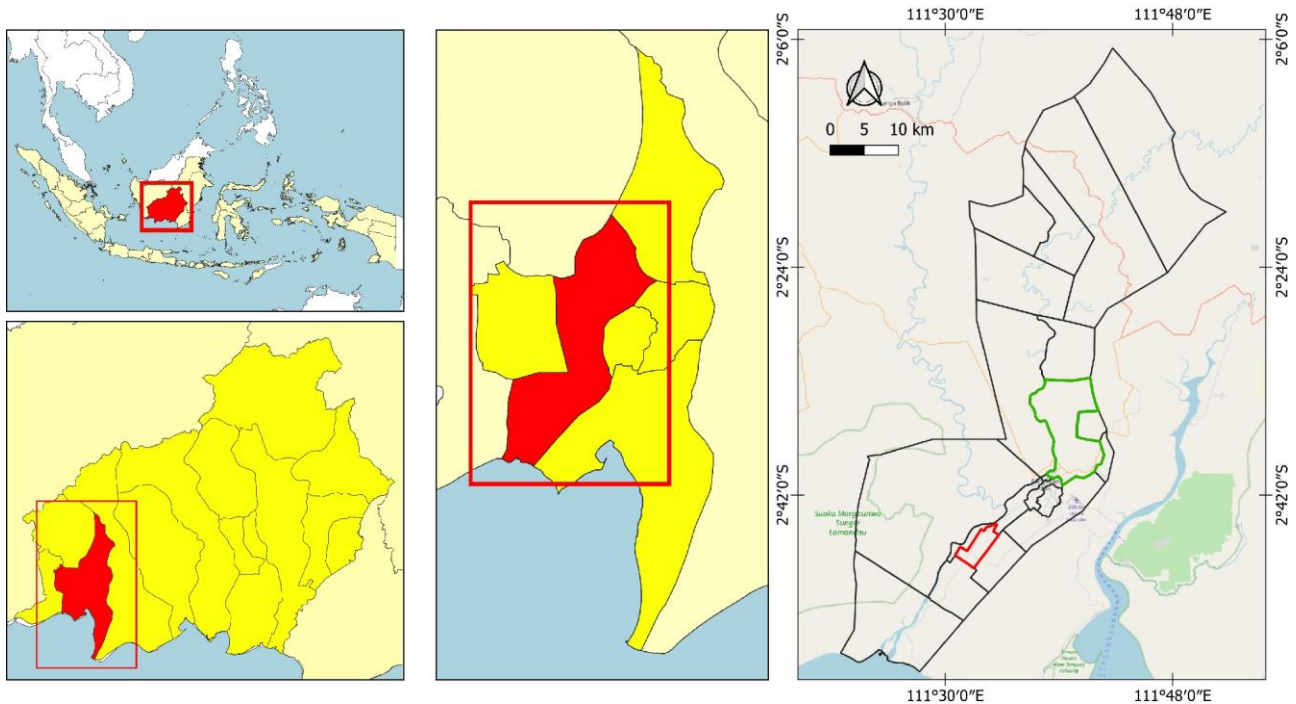 111°30′0″E 111°48′0″E
2°6′0″S 2°6′0″S
0 5 10 km
2°24′0″S 2°24′0″S
2°42′0″S 2°42′0″S
Suaka Margasatwa
Sungai
Lamandau
111°30′0″E 111°48′0″E